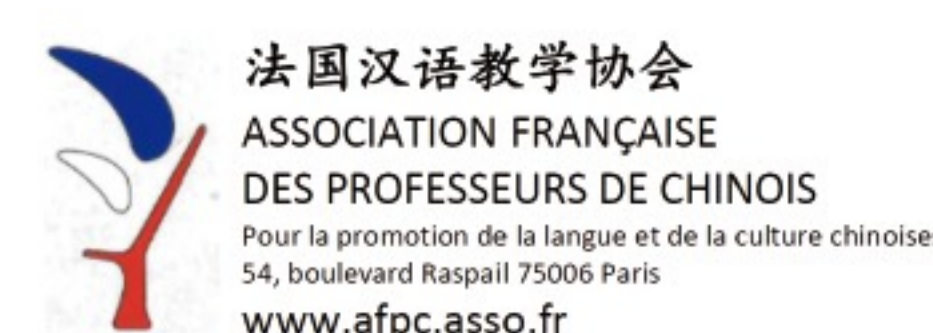 法国汉语教学协会
ASSOCIATION FRANÇAISE
DES PROFESSEURS DE CHINOIS
Pour la promotion de la langue et de la culture chinoise
54, boulevard Raspail 75006 Paris
www.afpc.asso.fr